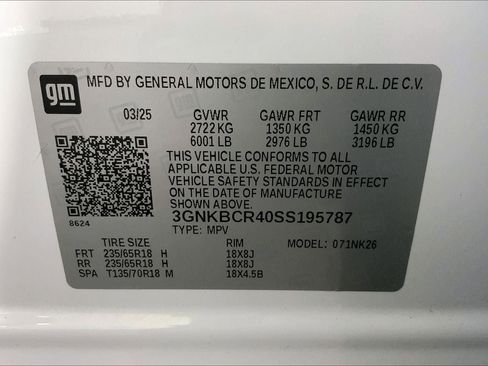 gm
MFD BY GENERAL MOTORS DE MEXICO, S. DE R.L. DE C.V.
03/25 GVWR GAWR FRT GAWR RR
2722 KG 1350 KG 1450 KG
6001 LB 2976 LB 3196 LB
THIS VEHICLE CONFORMS TO ALL
APPLICABLE U.S. FEDERAL MOTOR
VEHICLE SAFETY STANDARDS IN EFFECT
ON THE DATE OF MANUFACTURE
SHOWN ABOVE.
8624
3GNKBCR40SS195787
TYPE: MPV
TIRE SIZE RIM MODEL: 071NK26
FRT 235/65R18 H 18X8J
RR 235/65R18 H 18X8J
SPA T135/70R18 M 18X4.5B